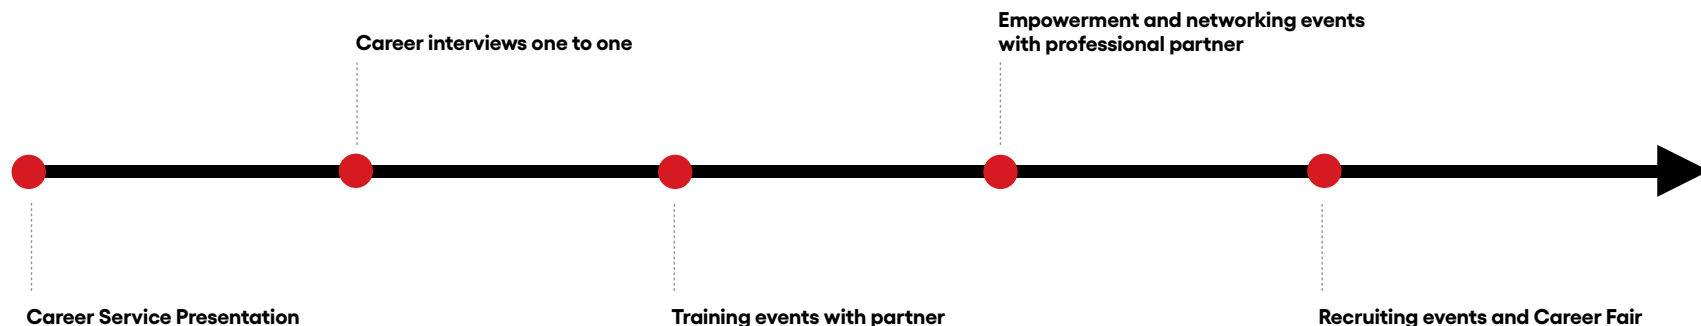 Empowerment and networking events
with professional partner
Career interviews one to one
Career Service Presentation
Training events with partner
Recruiting events and Career Fair